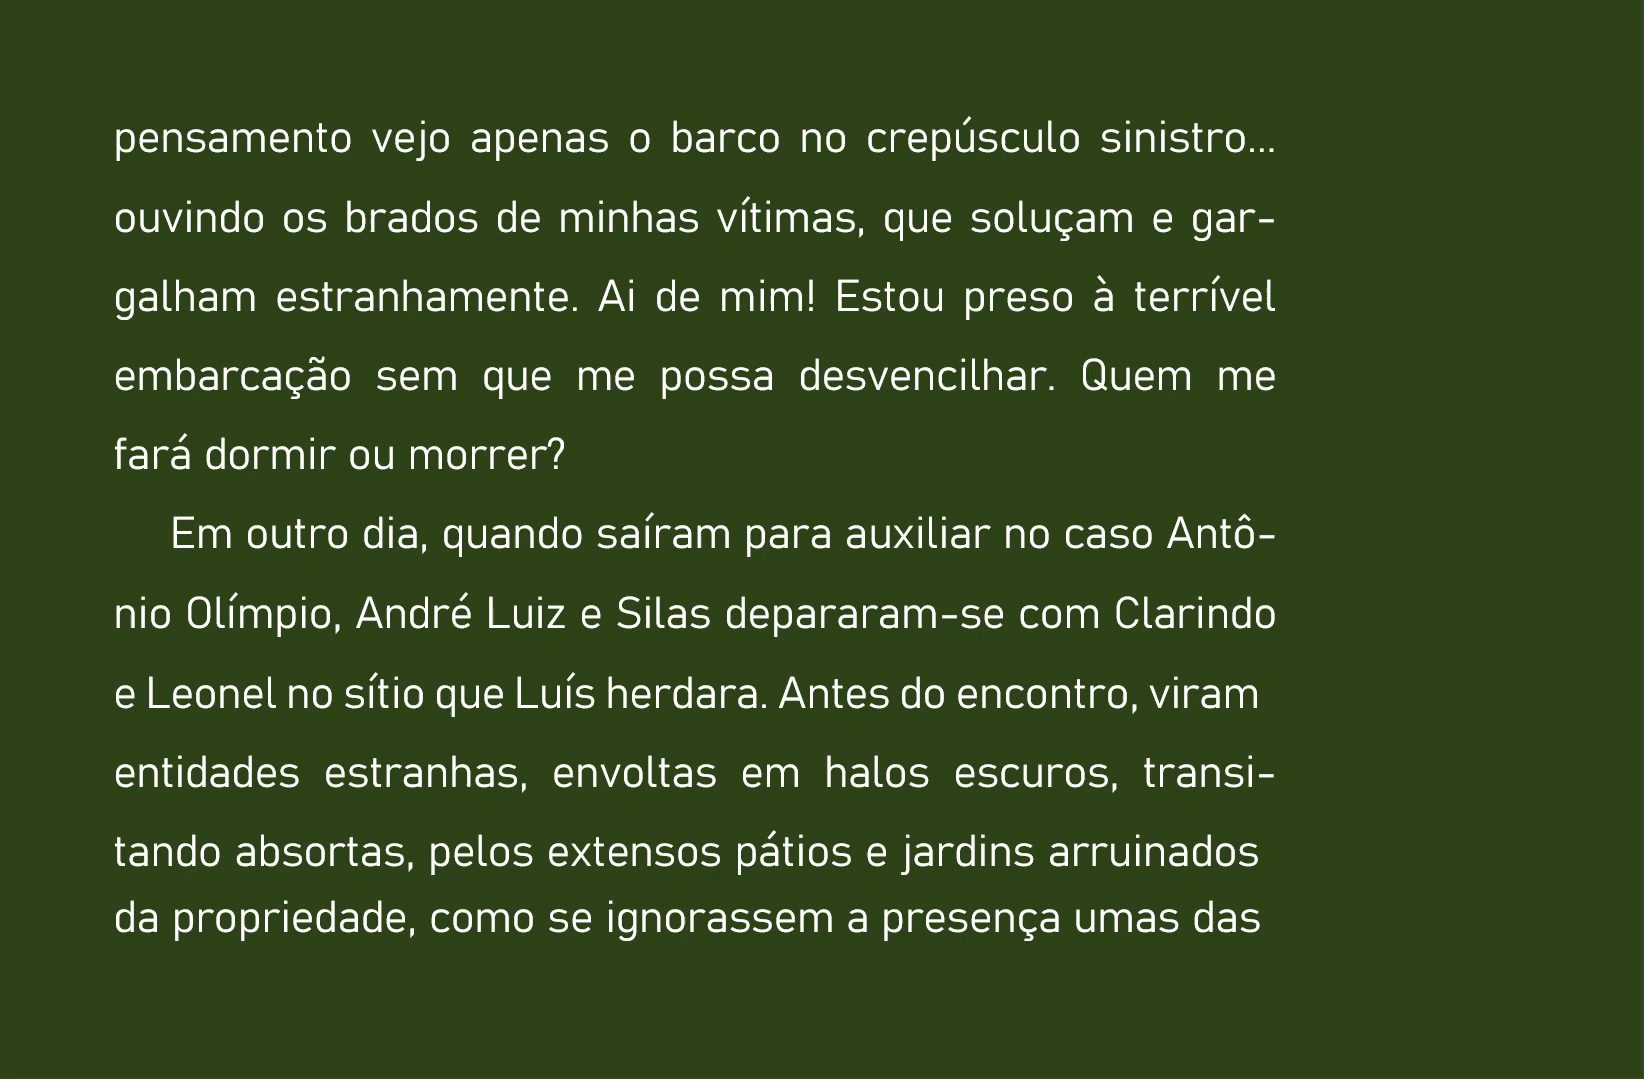 pensamento vejo apenas o barco no crepúsculo sinistro...
ouvindo os brados de minhas vítimas, que soluçam e gar-
galham estranhamente. Ai de mim! Estou preso à terrível
embarcação sem que me possa desvencilhar. Quem me
fará dormir ou morrer?
Em outro dia, quando saíram para auxiliar no caso Antô-
nio Olímpio, André Luiz e Silas depararam-se com Clarindo
e Leonel no sítio que Luís herdara. Antes do encontro, viram
entidades estranhas, envoltas em halos escuros, transi-
tando absortas, pelos extensos pátios e jardins arruinados
da propriedade, como se ignorassem a presença umas das